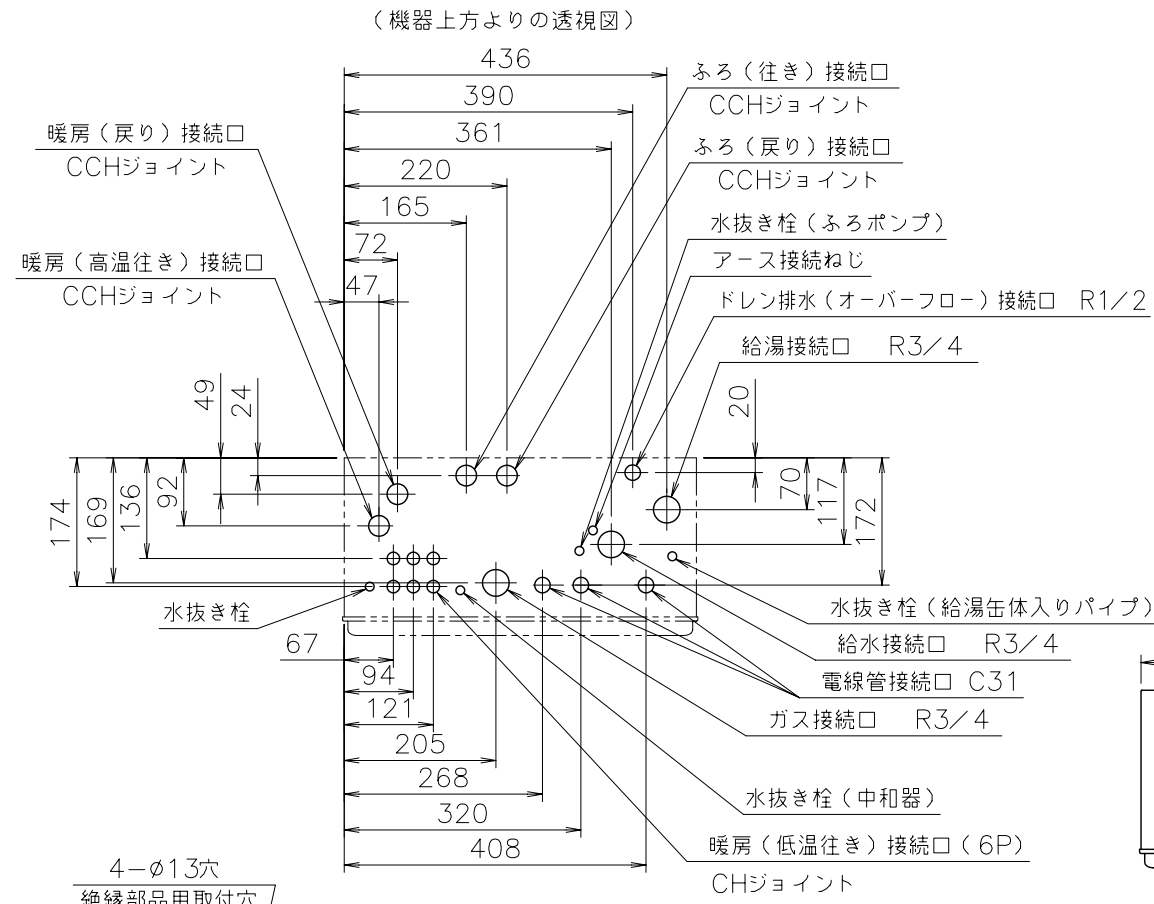 （機器上方よりの透視図）
436
390
361
220
165
72
47
ふろ（往き）接続口
CCHジョイント
ふろ（戻り）接続口
CCHジョイント
水抜き栓（ふろポンプ）
アース接続ねじ
ドレン排水（オーバーフロー）接続口 R1／2
給湯接続口 R3／4
暖房（戻り）接続口
CCHジョイント
暖房（高温往き）接続口
CCHジョイント
49
24
20
174
169
136
92
70
117
172
水抜き栓
67
94
121
205
268
320
408
水抜き栓（給湯缶体入りパイプ）
給水接続口 R3／4
電線管接続口 C31
ガス接続口 R3／4
水抜き栓（中和器）
暖房（低温往き）接続口（6P）
CHジョイント
4−φ13穴
絶縁部品用取付穴